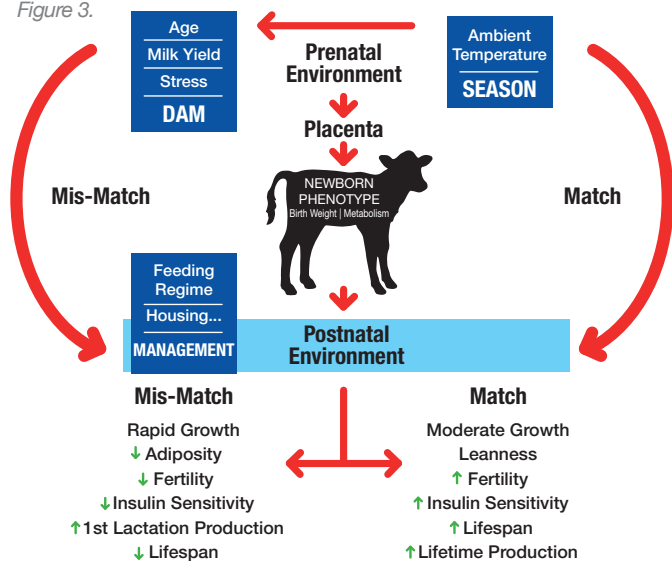 Figure 3.
Age
Milk Yield
Stress
DAM
Prenatal
Environment
Ambient
Temperature
SEASON
Placenta
Mis-Match
NEWBORN
PHENOTYPE
Birth Weight | Metabolism
Match
Feeding
Regime
Housing...
MANAGEMENT
Postnatal
Environment
Mis-Match
Rapid Growth
↓ Adiposity
↓ Fertility
↓ Insulin Sensitivity
↑ 1st Lactation Production
↓ Lifespan
Match
Moderate Growth
Leanness
↑ Fertility
↑ Insulin Sensitivity
↑ Lifespan
↑ Lifetime Production